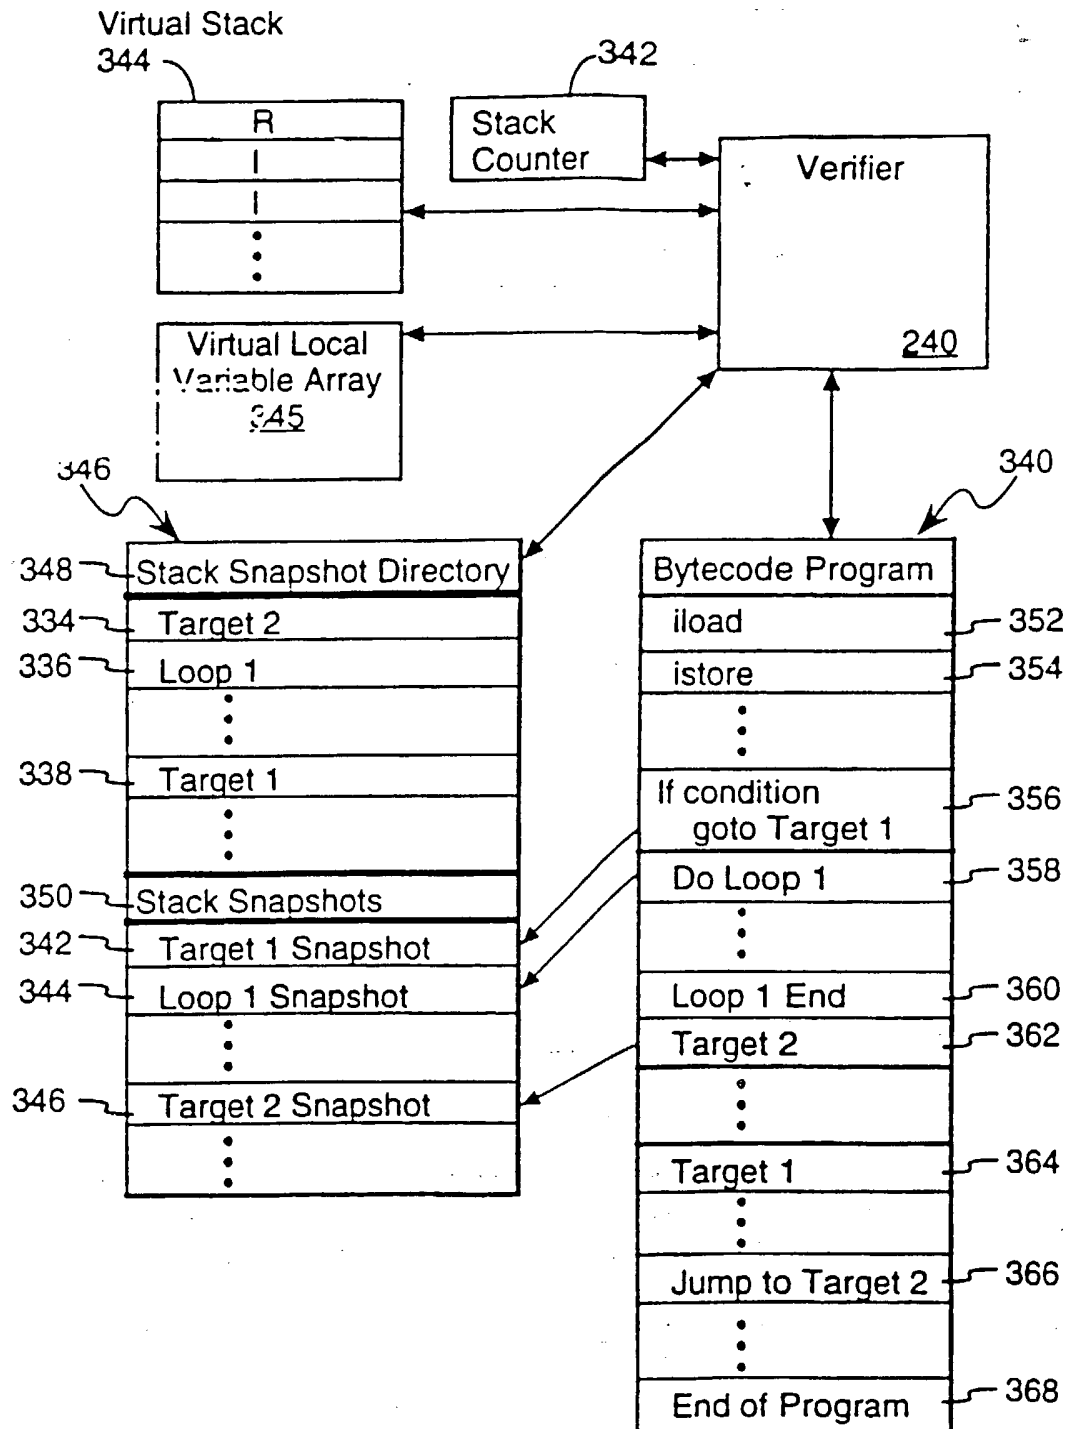 Virtual Stack
344
R
I
I
342
Stack
Counter
Verifier
240
Virtual Local
Variable Array
345
346
348
Stack Snapshot Directory
334
Target 2
336
Loop 1
338
Target 1
350
Stack Snapshots
342
Target 1 Snapshot
344
Loop 1 Snapshot
346
Target 2 Snapshot
340
Bytecode Program
iload
352
istore
354
If condition
goto Target 1
356
Do Loop 1
358
Loop 1 End
360
Target 2
362
Target 1
364
Jump to Target 2
366
End of Program
368